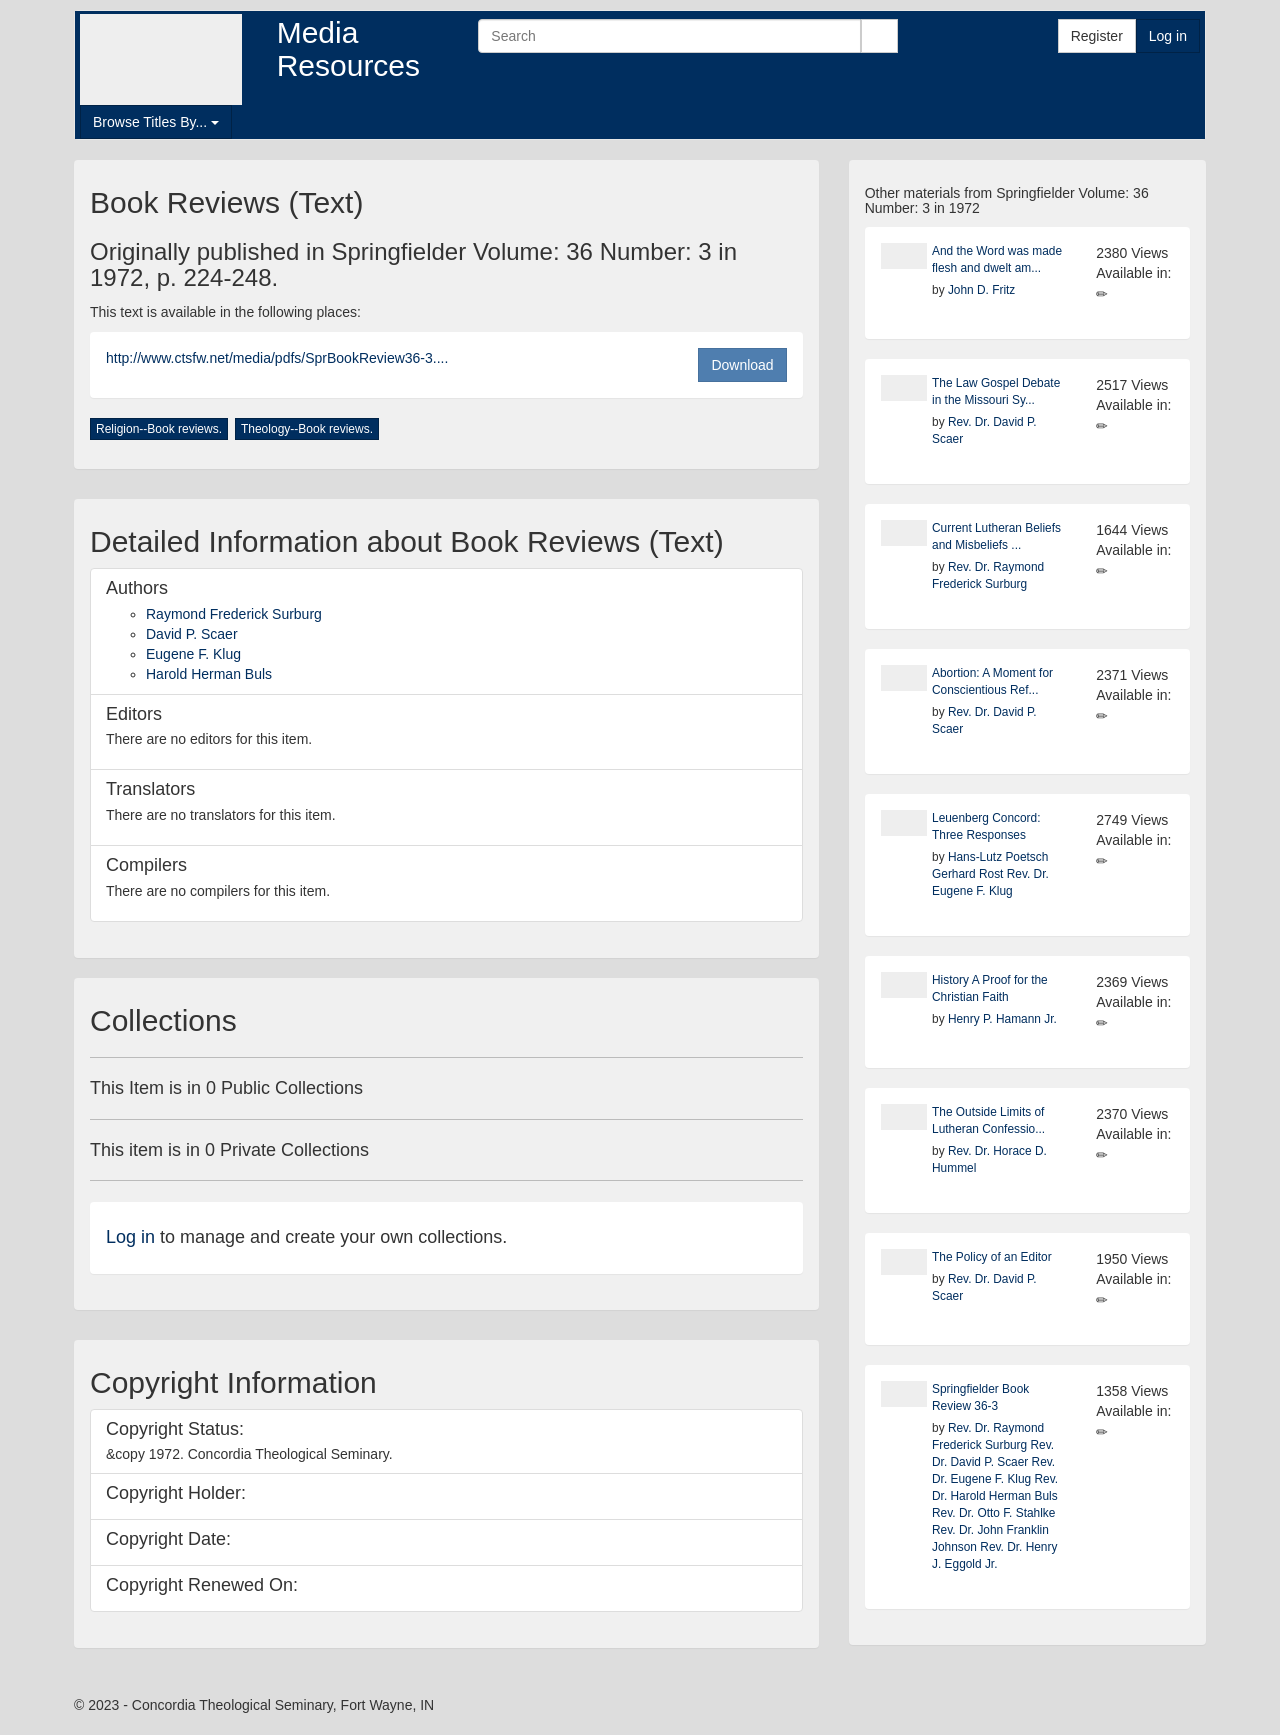 Media
Resources
Search
Register
Log in
Browse Titles By...
Book Reviews (Text)
Originally published in Springfielder Volume: 36 Number: 3 in
1972, p. 224-248.
This text is available in the following places:
http://www.ctsfw.net/media/pdfs/SprBookReview36-3....
Download
Religion--Book reviews.
Theology--Book reviews.
Detailed Information about Book Reviews (Text)
Authors
Raymond Frederick Surburg
David P. Scaer
Eugene F. Klug
Harold Herman Buls
Editors
There are no editors for this item.
Translators
There are no translators for this item.
Compilers
There are no compilers for this item.
Collections
This Item is in 0 Public Collections
This item is in 0 Private Collections
Log in to manage and create your own collections.
Copyright Information
Copyright Status:
&copy 1972. Concordia Theological Seminary.
Copyright Holder:
Copyright Date:
Copyright Renewed On:
Other materials from Springfielder Volume: 36
Number: 3 in 1972
And the Word was made
flesh and dwelt am...
by John D. Fritz
2380 Views
Available in:
✏
The Law Gospel Debate
in the Missouri Sy...
by Rev. Dr. David P.
Scaer
2517 Views
Available in:
✏
Current Lutheran Beliefs
and Misbeliefs ...
by Rev. Dr. Raymond
Frederick Surburg
1644 Views
Available in:
✏
Abortion: A Moment for
Conscientious Ref...
by Rev. Dr. David P.
Scaer
2371 Views
Available in:
✏
Leuenberg Concord:
Three Responses
by Hans-Lutz Poetsch
Gerhard Rost Rev. Dr.
Eugene F. Klug
2749 Views
Available in:
✏
History A Proof for the
Christian Faith
by Henry P. Hamann Jr.
2369 Views
Available in:
✏
The Outside Limits of
Lutheran Confessio...
by Rev. Dr. Horace D.
Hummel
2370 Views
Available in:
✏
The Policy of an Editor
by Rev. Dr. David P.
Scaer
1950 Views
Available in:
✏
Springfielder Book
Review 36-3
by Rev. Dr. Raymond
Frederick Surburg Rev.
Dr. David P. Scaer Rev.
Dr. Eugene F. Klug Rev.
Dr. Harold Herman Buls
Rev. Dr. Otto F. Stahlke
Rev. Dr. John Franklin
Johnson Rev. Dr. Henry
J. Eggold Jr.
1358 Views
Available in:
✏
© 2023 - Concordia Theological Seminary, Fort Wayne, IN